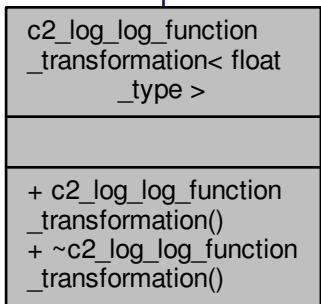 c2_log_log_function
_transformation< float
_type >
+ c2_log_log_function
_transformation()
+ ~c2_log_log_function
_transformation()